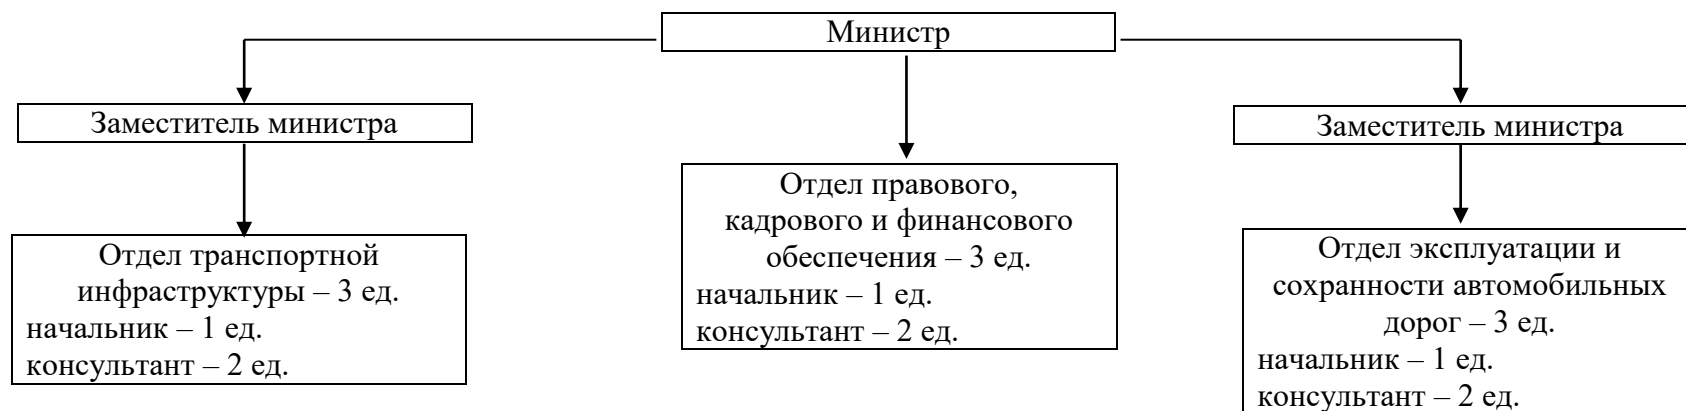 Министр
Заместитель министра
Заместитель министра
Отдел правового,
кадрового и финансового
обеспечения – 3 ед.
начальник – 1 ед.
консультант – 2 ед.
Отдел транспортной
инфраструктуры – 3 ед.
начальник – 1 ед.
консультант – 2 ед.
Отдел эксплуатации и
сохранности автомобильных
дорог – 3 ед.
начальник – 1 ед.
консультант – 2 ед.